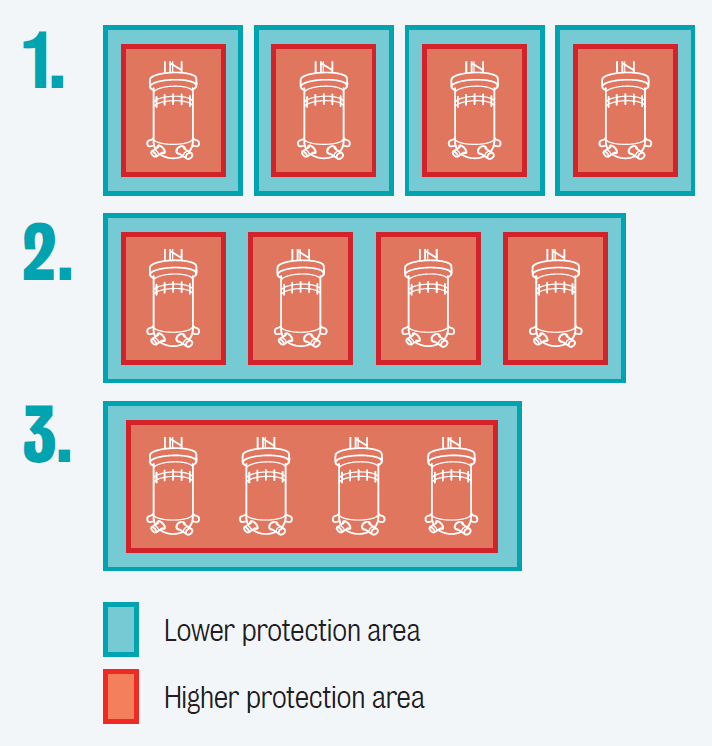 1.
2.
3.
Lower protection area
Higher protection area